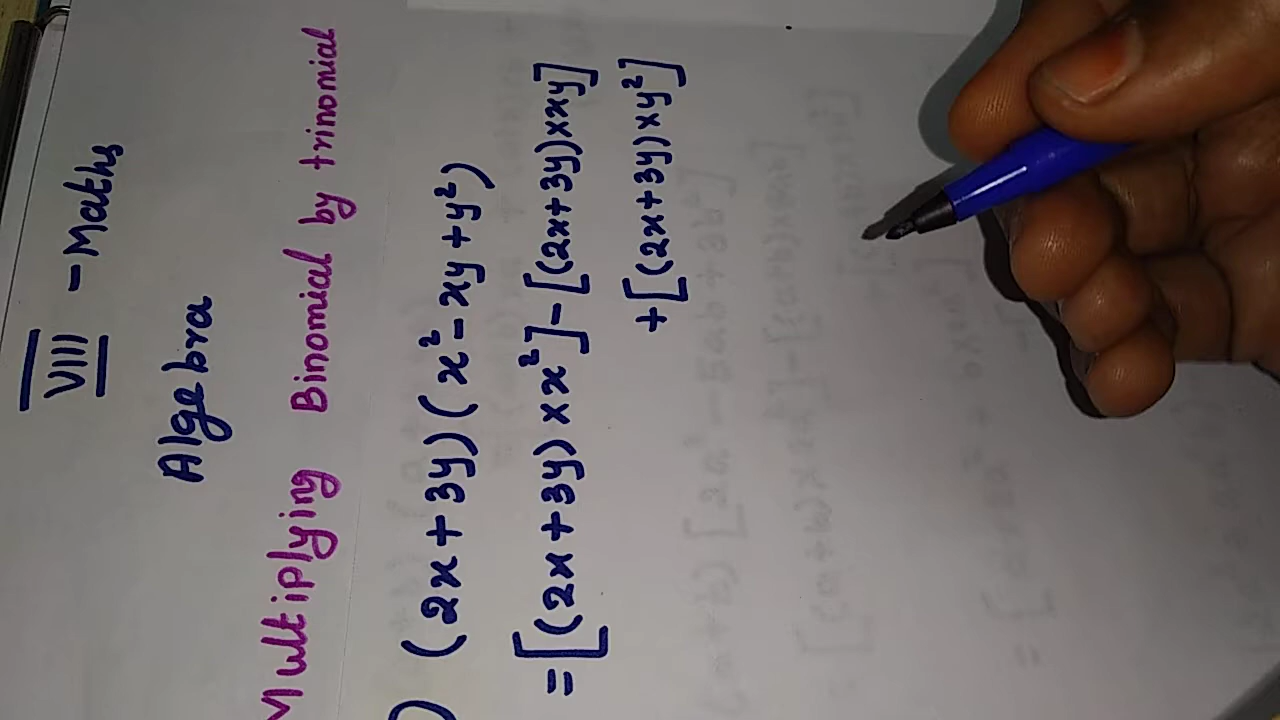 VIII - Maths
Algebra
Multiplying Binomial by trinomial
) (2x+3y)(x²-xy+y²)
=[(2x+3y)×x²]-[(2x+3y)×xy]
+[(2x+3y)×y²]